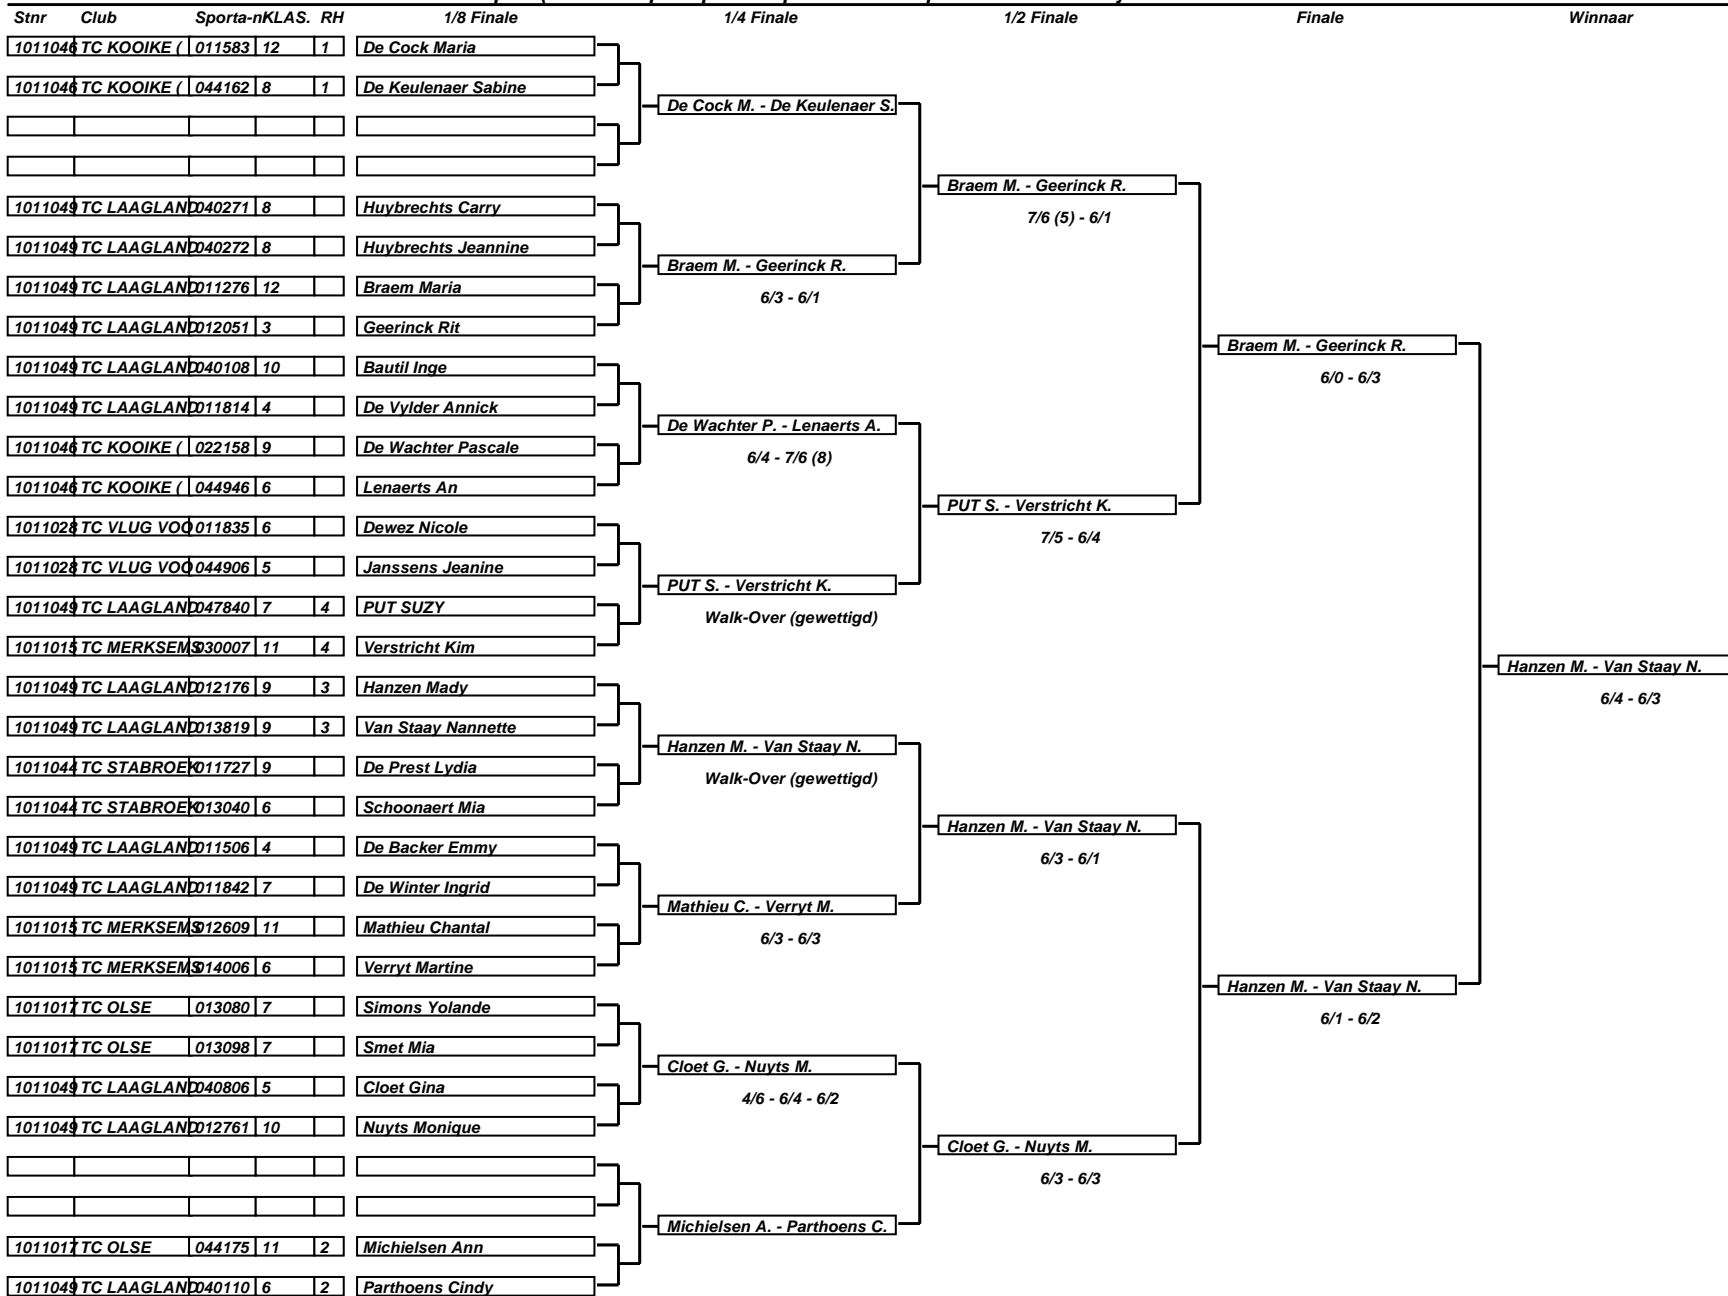 Stnr Club Sporta-nKLAS. RH 1/8 Finale 1/4 Finale 1/2 Finale Finale Winnaar
1011046 TC KOOIKE ( 011583 12 1 De Cock Maria
1011046 TC KOOIKE ( 044162 8 1 De Keulenaer Sabine
De Cock M. - De Keulenaer S.
Braem M. - Geerinck R.
1011049 TC LAAGLAND 040271 8 Huybrechts Carry
7/6 (5) - 6/1
1011049 TC LAAGLAND 040272 8 Huybrechts Jeannine
Braem M. - Geerinck R.
1011049 TC LAAGLAND 011276 12 Braem Maria
6/3 - 6/1
1011049 TC LAAGLAND 012051 3 Geerinck Rit
Braem M. - Geerinck R.
1011049 TC LAAGLAND 040108 10 Bautil Inge
6/0 - 6/3
1011049 TC LAAGLAND 011814 4 De Vylder Annick
De Wachter P. - Lenaerts A.
1011046 TC KOOIKE ( 022158 9 De Wachter Pascale
6/4 - 7/6 (8)
1011046 TC KOOIKE ( 044946 6 Lenaerts An
PUT S. - Verstricht K.
1011028 TC VLUG VOO 011835 6 Dewez Nicole
7/5 - 6/4
1011028 TC VLUG VOO 044906 5 Janssens Jeanine
PUT S. - Verstricht K.
1011049 TC LAAGLAND 047840 7 4 PUT SUZY
Walk-Over (gewettigd)
1011015 TC MERKSEMS 030007 11 4 Verstricht Kim
Hanzen M. - Van Staay N.
1011049 TC LAAGLAND 012176 9 3 Hanzen Mady
6/4 - 6/3
1011049 TC LAAGLAND 013819 9 3 Van Staay Nannette
Hanzen M. - Van Staay N.
1011044 TC STABROEK 011727 9 De Prest Lydia
Walk-Over (gewettigd)
1011044 TC STABROEK 013040 6 Schoonaert Mia
Hanzen M. - Van Staay N.
1011049 TC LAAGLAND 011506 4 De Backer Emmy
6/3 - 6/1
1011049 TC LAAGLAND 011842 7 De Winter Ingrid
Mathieu C. - Verryt M.
1011015 TC MERKSEMS 012609 11 Mathieu Chantal
6/3 - 6/3
1011015 TC MERKSEMS 014006 6 Verryt Martine
Hanzen M. - Van Staay N.
1011017 TC OLSE 013080 7 Simons Yolande
6/1 - 6/2
1011017 TC OLSE 013098 7 Smet Mia
Cloet G. - Nuyts M.
1011049 TC LAAGLAND 040806 5 Cloet Gina
4/6 - 6/4 - 6/2
1011049 TC LAAGLAND 012761 10 Nuyts Monique
Cloet G. - Nuyts M.
6/3 - 6/3
Michielsen A. - Parthoens C.
1011017 TC OLSE 044175 11 2 Michielsen Ann
1011049 TC LAAGLAND 040110 6 2 Parthoens Cindy